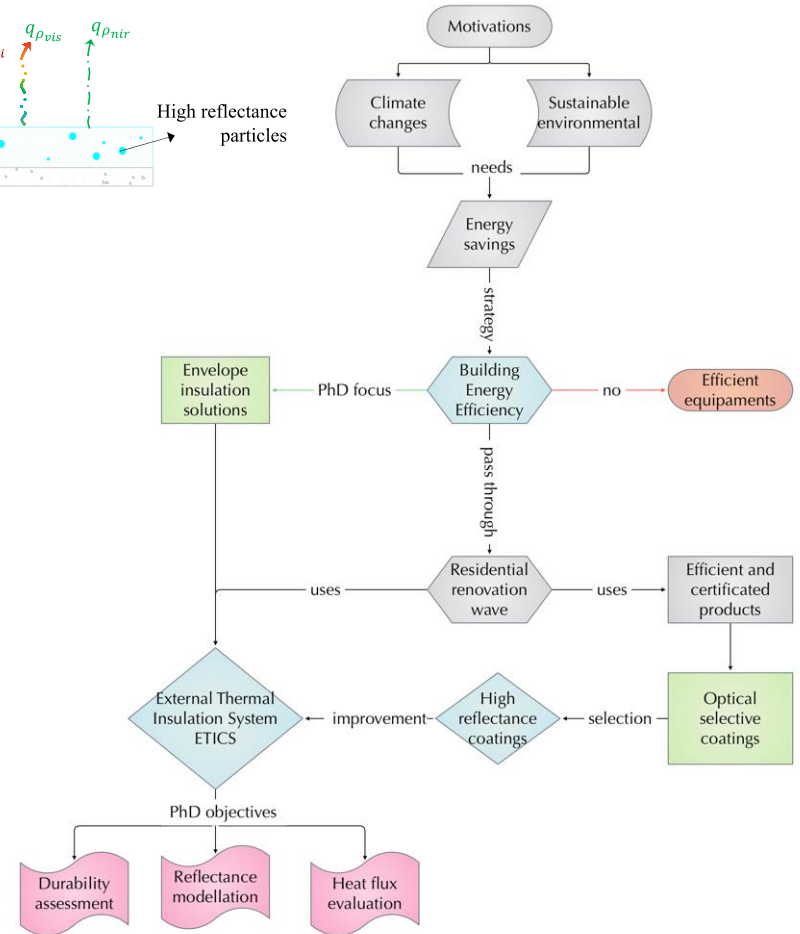 i
qρvis
qρnir
High reflectance
particles
Motivations
Climate
changes
Sustainable
environmental
needs
Energy
savings
strategy
Envelope
insulation
solutions
PhD focus
Building
Energy
Efficiency
no
Efficient
equipaments
pass through
uses
Residential
renovation
wave
uses
Efficient and
certificated
products
External Thermal
Insulation System
ETICS
improvement
High
reflectance
coatings
selection
Optical
selective
coatings
PhD objectives
Durability
assessment
Reflectance
modellation
Heat flux
evaluation